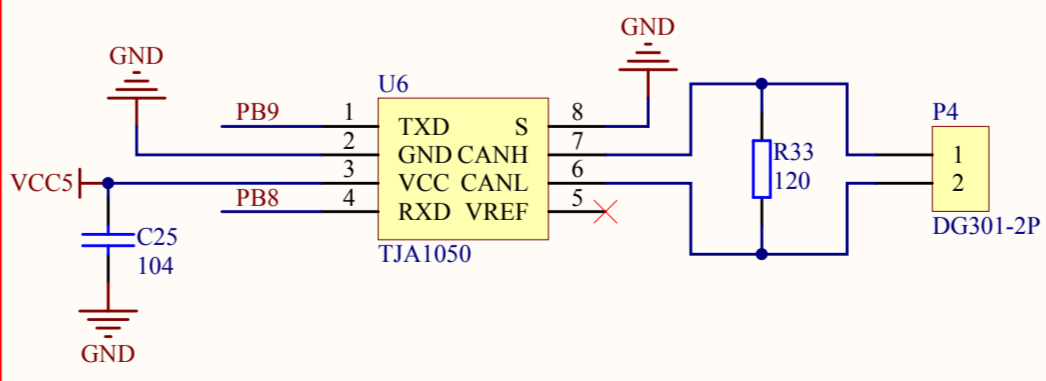 GND
GND
U6
P4
PB9
1
TXD
S
8
2
GND
CANH
7
R33
120
1
VCC5
3
VCC
CANL
6
2
PB8
4
RXD
VREF
5
DG301-2P
C25
104
TJA1050
GND